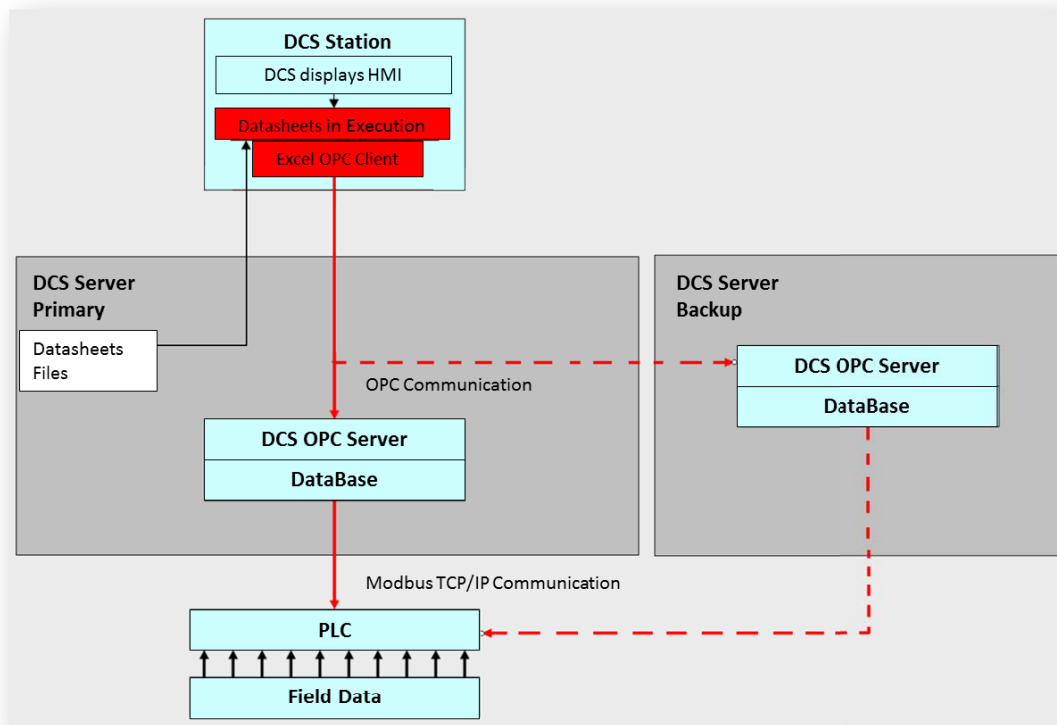 DCS Station
DCS displays HMI
Datasheets in Execution
Excel OPC Client
DCS Server
Primary
Datasheets
Files
OPC Communication
DCS OPC Server
DataBase
DCS Server
Backup
DCS OPC Server
DataBase
Modbus TCP/IP Communication
PLC
Field Data